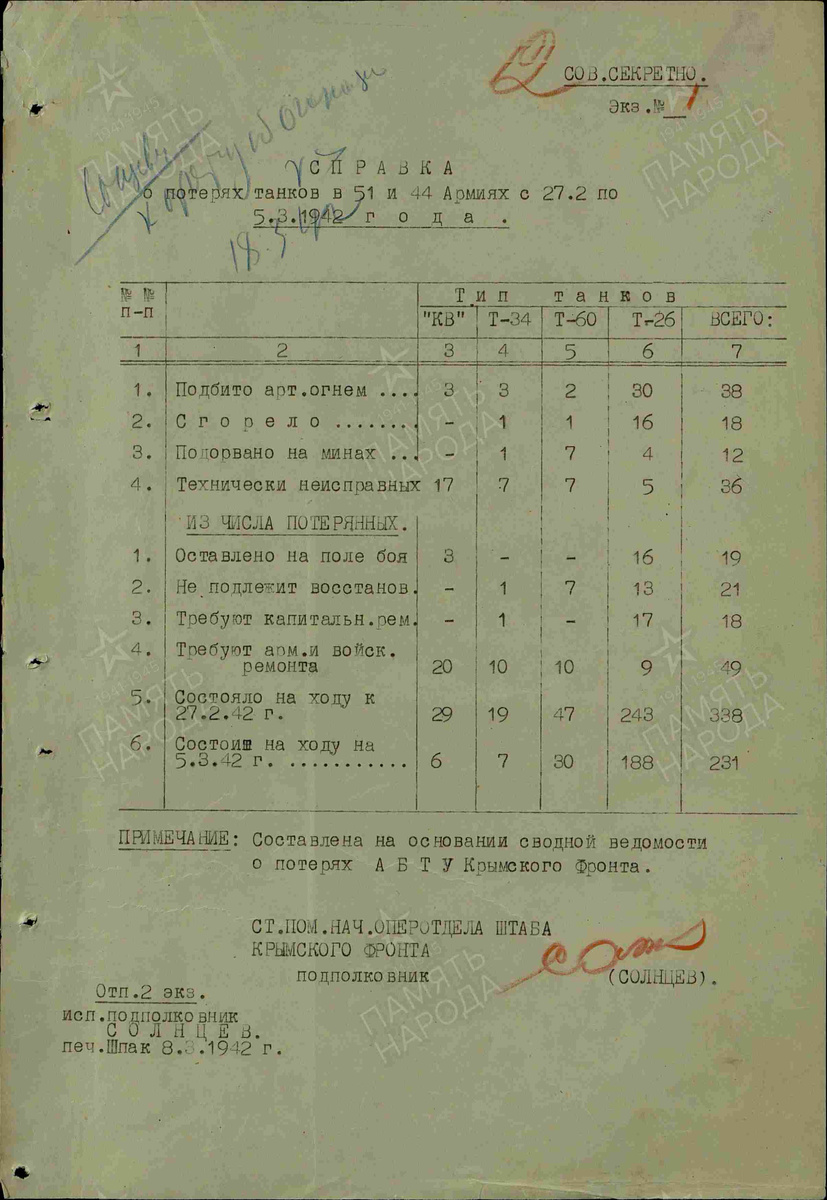 СОВ.СЕКРЕТНО.
Экз.№ 1
С П Р А В К А
о потерях танков в 51 и 44 Армиях с 27.2 по
5.3.1942 г о д а .
№ № Т и п т а н к о в
П-П "КВ" Т-34 Т-60 Т-26 ВСЕГО:
1 2 3 4 5 6 7
1. Подбито арт.огнем .... 3 3 2 30 38
2. С г о р е л о ........ - 1 1 16 18
3. Подорвано на минах ... - 1 7 4 12
4. Технически неисправных 17 7 7 5 36
ИЗ ЧИСЛА ПОТЕРЯННЫХ.
1. Оставлено на поле боя 3 - - 16 19
2. Не подлежит восстанов. - 1 7 13 21
3. Требуют капитальн.рем. - 1 - 17 18
4. Требуют арм.и войск.
ремонта 20 10 10 9 49
5. Состояло на ходу к
27.2.42 г. 29 19 47 243 338
6. Состоит на ходу на
5.3.42 г. ........... 6 7 30 188 231
ПРИМЕЧАНИЕ: Составлена на основании сводной ведомости
о потерях А Б Т У Крымского Фронта.
СТ.ПОМ.НАЧ.ОПЕРОТДЕЛА ШТАБА
КРЫМСКОГО ФРОНТА
подполковник (СОЛНЦЕВ).
Отп.2 экз.
исп.подполковник
С О Л Н Ц Е В.
печ.Шпак 8.3.1942 г.
ПАМЯТЬ
НАРОДА